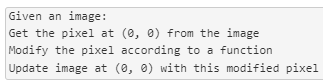 Given an image:
Get the pixel at (0, 0) from the image
Modify the pixel according to a function
Update image at (0, 0) with this modified pixel